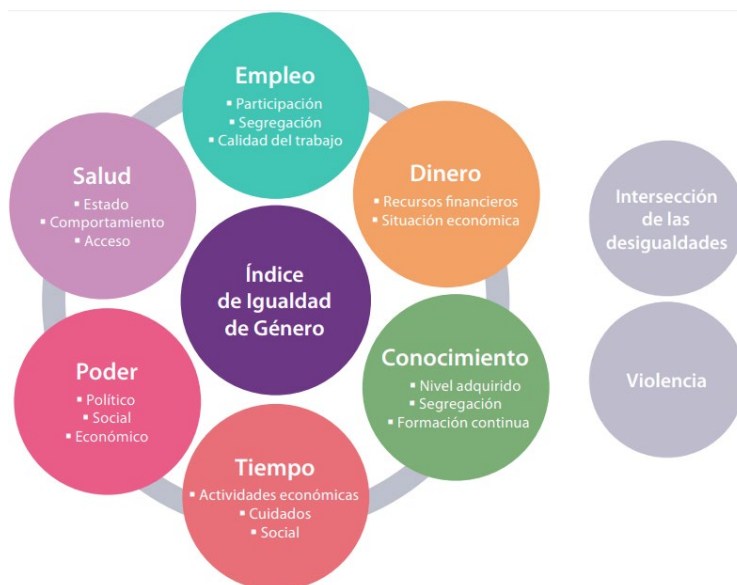 Empleo
▪ Participación
▪ Segregación
▪ Calidad del trabajo
Dinero
▪ Recursos financieros
▪ Situación económica
Conocimiento
▪ Nivel adquirido
▪ Segregación
▪ Formación continua
Tiempo
▪ Actividades económicas
▪ Cuidados
▪ Social
Poder
▪ Político
▪ Social
▪ Económico
Salud
▪ Estado
▪ Comportamiento
▪ Acceso
Índice
de Igualdad
de Género
Intersección
de las
desigualdades
Violencia